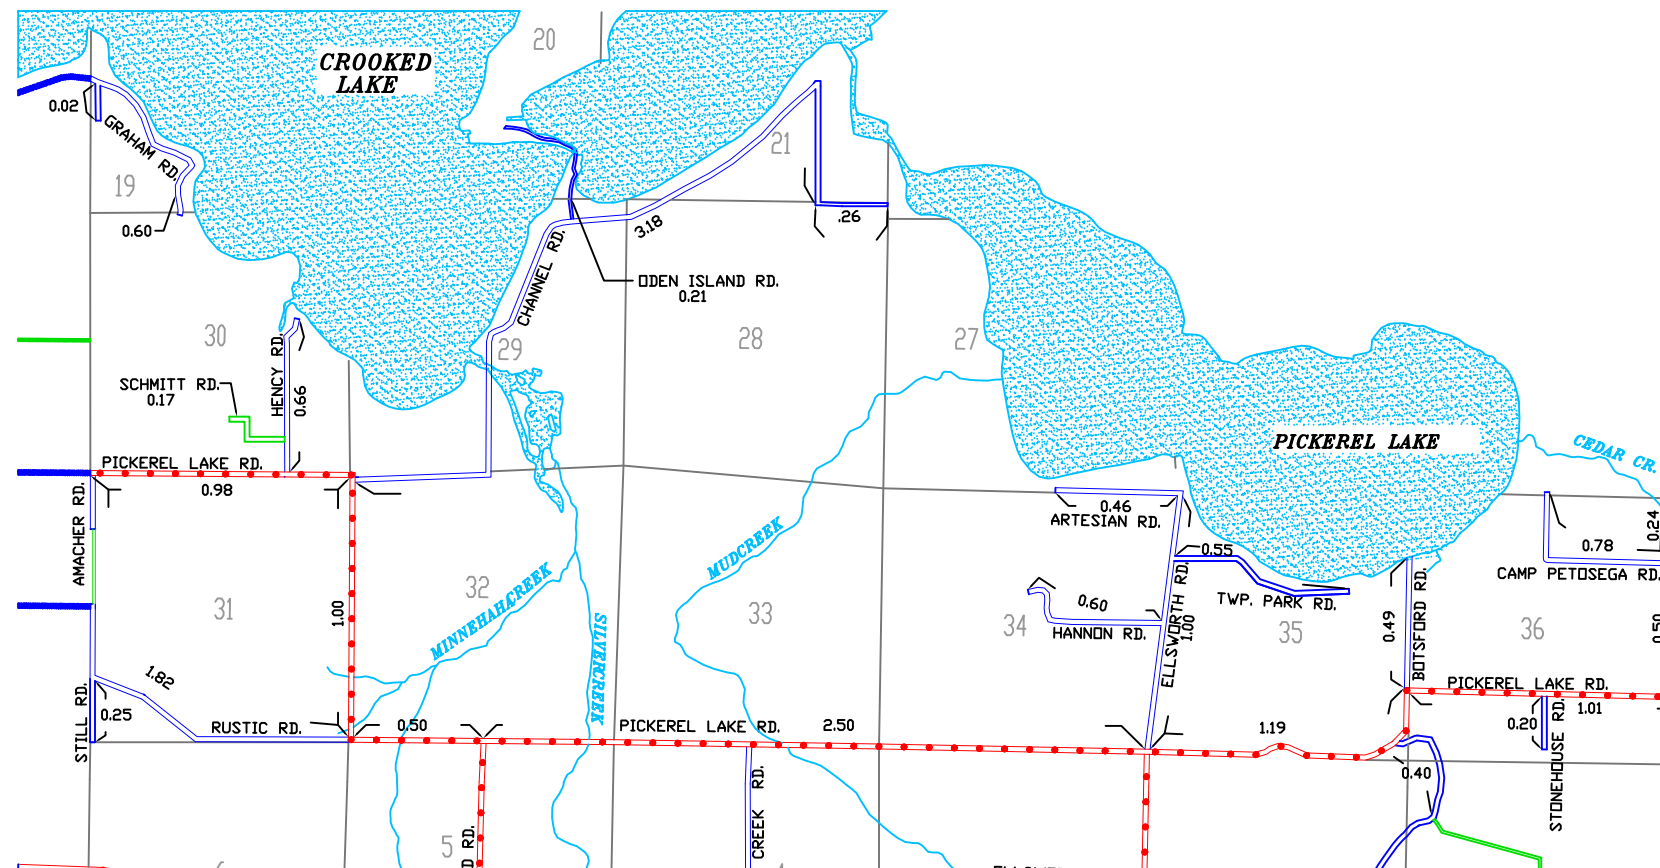 20
CROOKED
LAKE
0.02
GRAHAM RD.
21
19
0.60
.26
3.18
CHANNEL RD.
ODEN ISLAND RD.
0.21
30
29
28
27
HENCY RD.
0.66
SCHMITT RD.
0.17
PICKEREL LAKE
CEDAR CR.
PICKEREL LAKE RD.
0.98
AMACHER RD.
0.46
ARTESIAN RD.
0.24
0.78
CAMP PETOSEGA RD.
MUDCREEK
0.55
TWP. PARK RD.
MINNEHAHCREEK
32
31
33
1.00
SILVERCREEK
34
0.60
HANNON RD.
ELLSWORTH RD.
1.00
35
0.49
BOTSFORD RD.
36
0.50
1.82
STILL RD.
0.25
RUSTIC RD.
0.50
PICKEREL LAKE RD.
2.50
1.19
PICKEREL LAKE RD.
1.01
0.20
STONEHOUSE RD.
0.40
5
D RD.
CREEK RD.